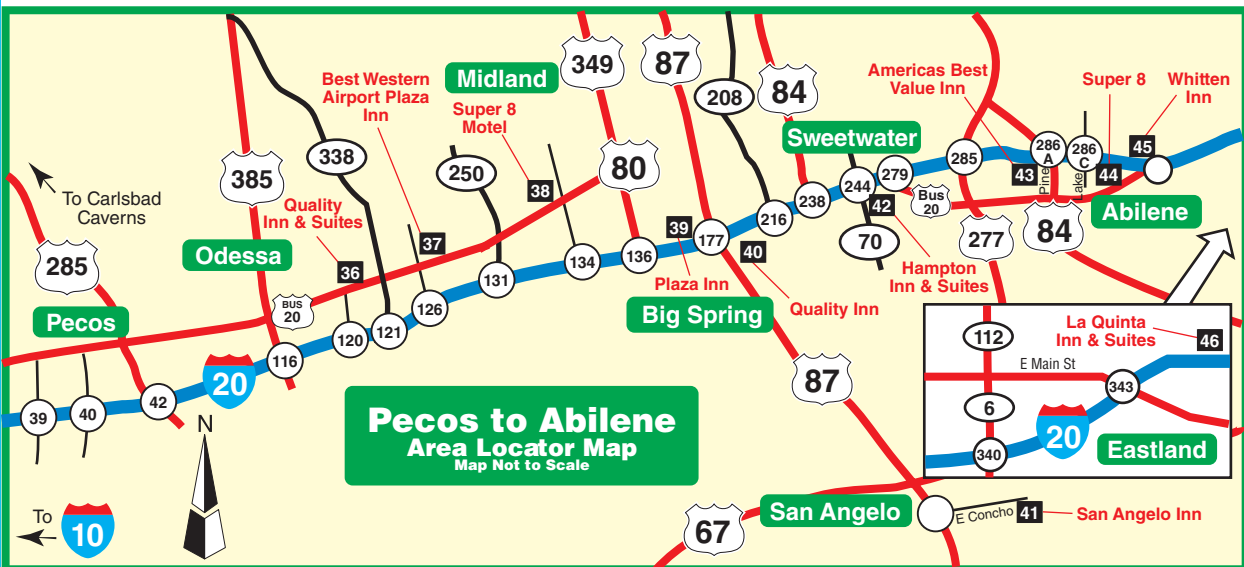 349
87
84
208
Midland
Best Western
Airport Plaza
Inn
Super 8
Motel
Americas Best
Value Inn
Super 8
Whitten
Inn
Sweetwater
338
385
250
80
38
285
286
A
286
C
45
43
44
Pine
Lake
To Carlsbad
Caverns
Quality
Inn & Suites
37
244
279
Bus
20
42
238
216
Abilene
84
277
70
285
Odessa
36
39
177
40
Plaza Inn
Quality Inn
Hampton
Inn & Suites
136
134
131
126
121
120
116
BUS
20
Pecos
Big Spring
87
39
40
42
20
Pecos to Abilene
Area Locator Map
Map Not to Scale
N
La Quinta
Inn & Suites
46
112
E Main St
343
6
20
340
Eastland
To
10
67
San Angelo
E Concho
41
San Angelo Inn